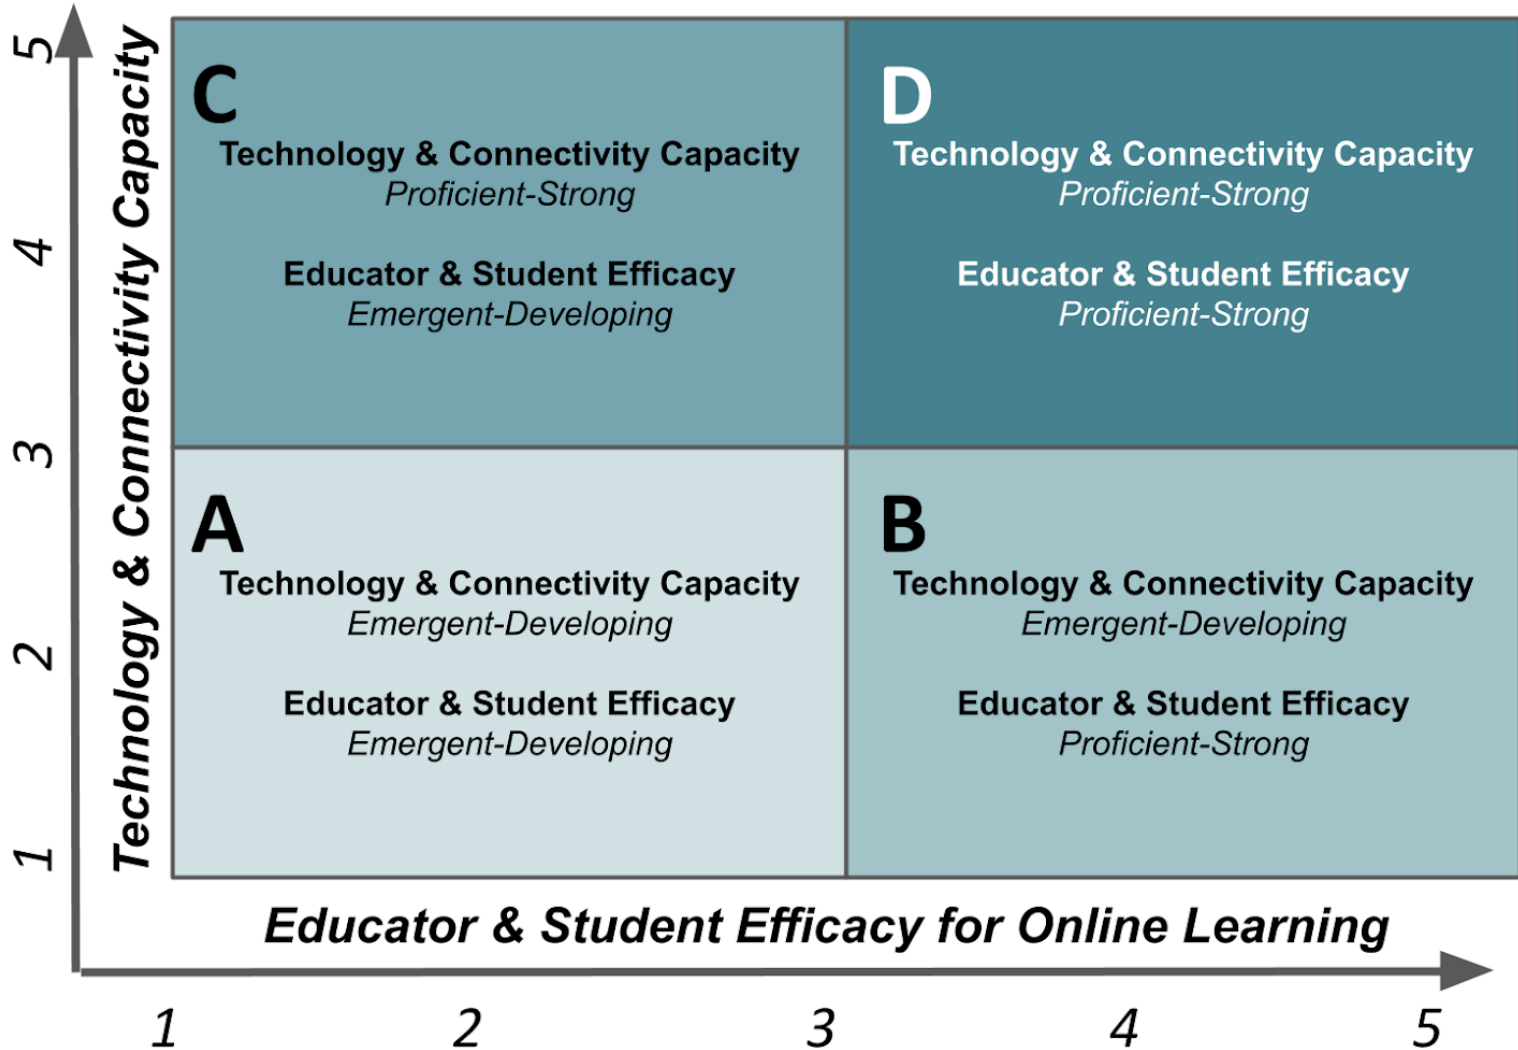 5
4
3
2
1
Technology & Connectivity Capacity
C
Technology & Connectivity Capacity
Proficient-Strong
Educator & Student Efficacy
Emergent-Developing
D
Technology & Connectivity Capacity
Proficient-Strong
Educator & Student Efficacy
Proficient-Strong
A
Technology & Connectivity Capacity
Emergent-Developing
Educator & Student Efficacy
Emergent-Developing
B
Technology & Connectivity Capacity
Emergent-Developing
Educator & Student Efficacy
Proficient-Strong
Educator & Student Efficacy for Online Learning
1 2 3 4 5